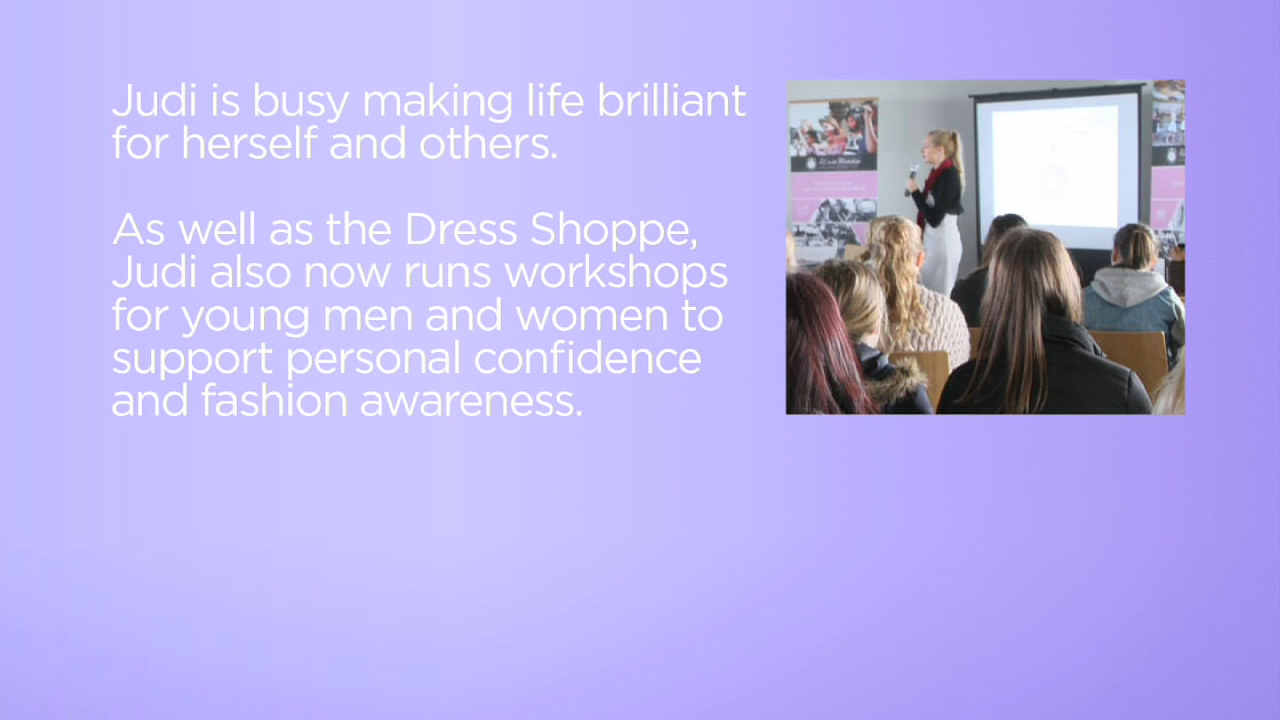 Judi is busy making life brilliant
for herself and others.
As well as the Dress Shoppe,
Judi also now runs workshops
for young men and women to
support personal confidence
and fashion awareness.